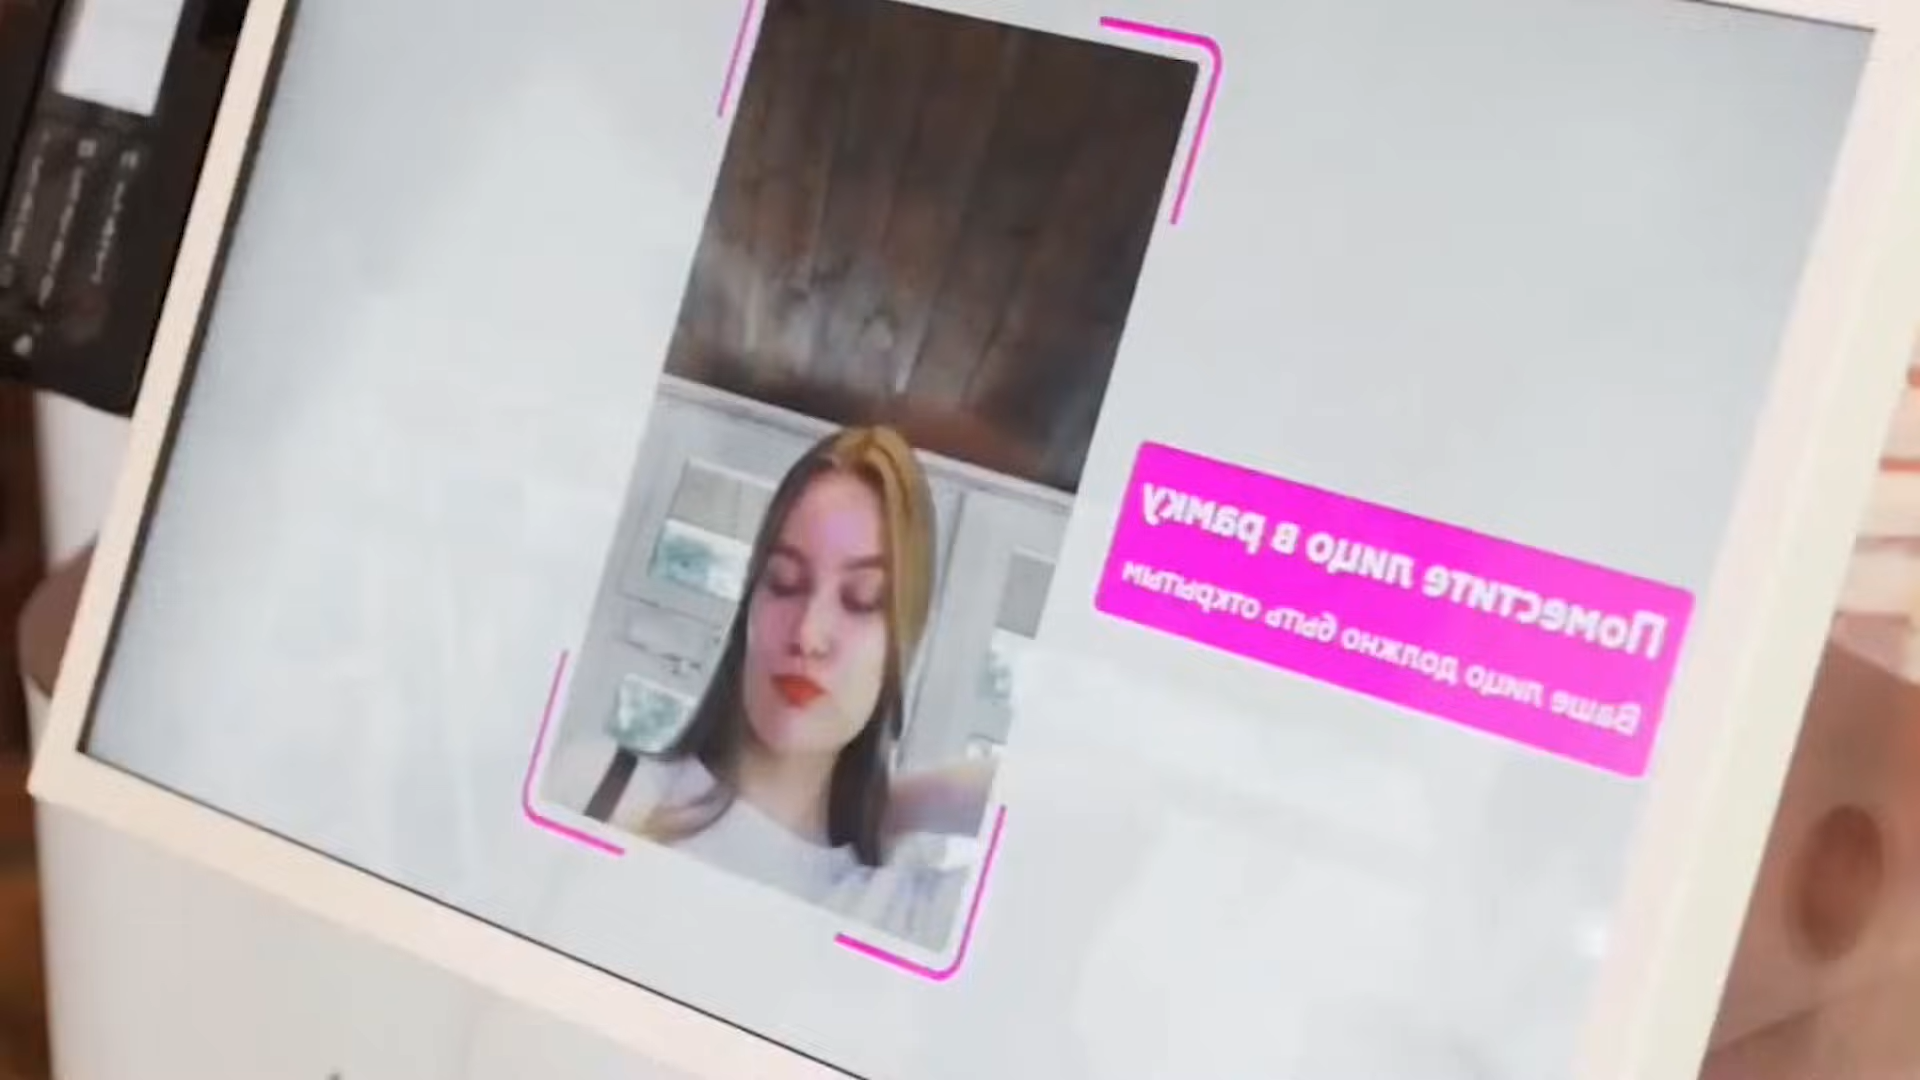 Поместите лицо в рамку
Ваше лицо должно быть открытым